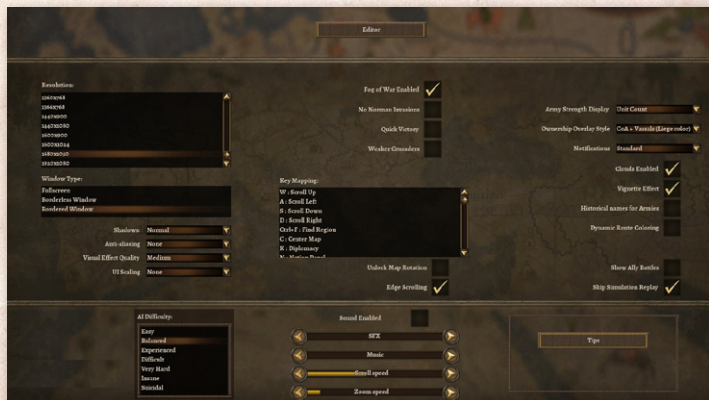 Editor
Resolution:
1360x768
1366x768
1440x900
1440x1080
1600x900
1600x1024
1680x1050
1920x1080
Window Type:
Fullscreen
Borderless Window
Bordered Window
Shadows Normal
Anti-aliasing None
Visual Effect Quality Medium
UI Scaling None
Fog of War Enabled
No Norman Invasions
Quick Victory
Weaker Crusaders
Key Mapping:
W : Scroll Up
A : Scroll Left
S : Scroll Down
D : Scroll Right
Ctrl+F : Find Region
C : Center Map
K : Diplomacy
N : Nation Panel
Unlock Map Rotation
Edge Scrolling
Army Strength Display Unit Count
Ownership Overlay Style CoA + Vassals (Liege color)
Notifications Standard
Clouds Enabled
Vignette Effect
Historical names for Armies
Dynamic Route Coloring
Show Ally Battles
Skip Simulation Replay
AI Difficulty:
Easy
Balanced
Experienced
Difficult
Very Hard
Insane
Suicidal
Sound Enabled
SFX
Music
Scroll speed
Zoom speed
Tips